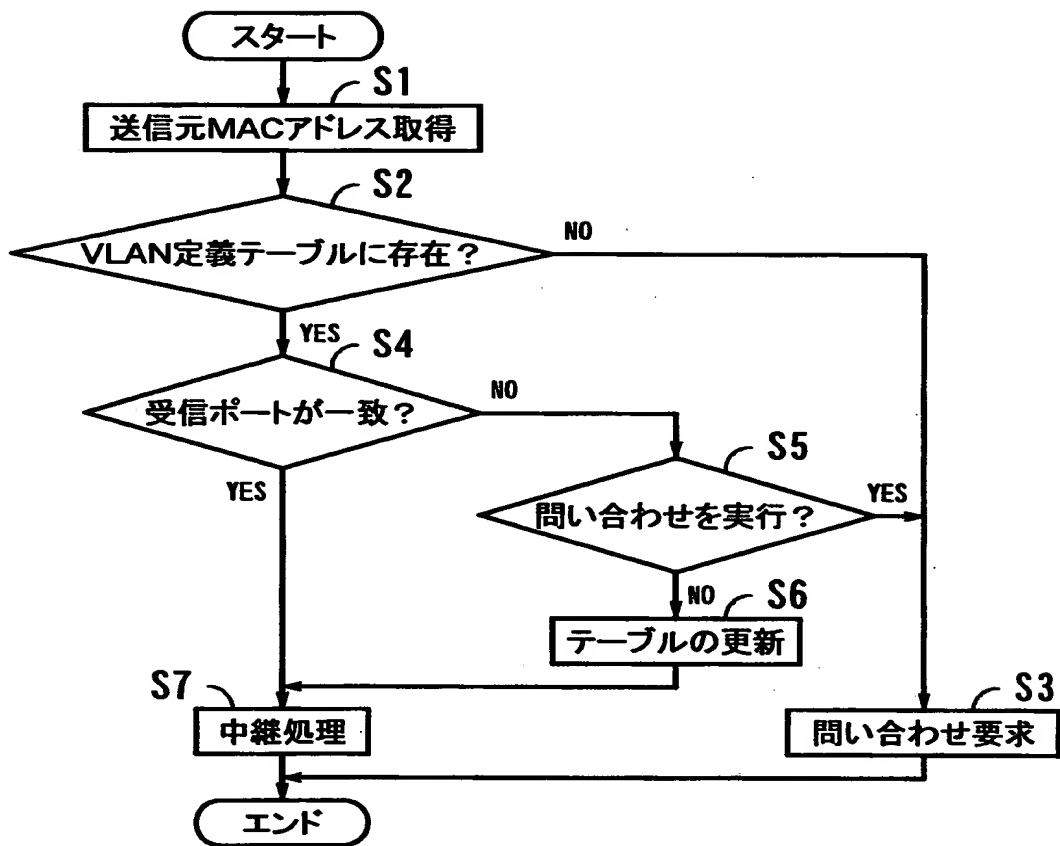 スタート
S1
送信元MACアドレス取得
S2
VLAN定義テーブルに存在？
NO
YES
S4
受信ポートが一致？
NO
YES
S5
問い合わせを実行？
YES
NO
S6
テーブルの更新
S7
中継処理
S3
問い合わせ要求
エンド